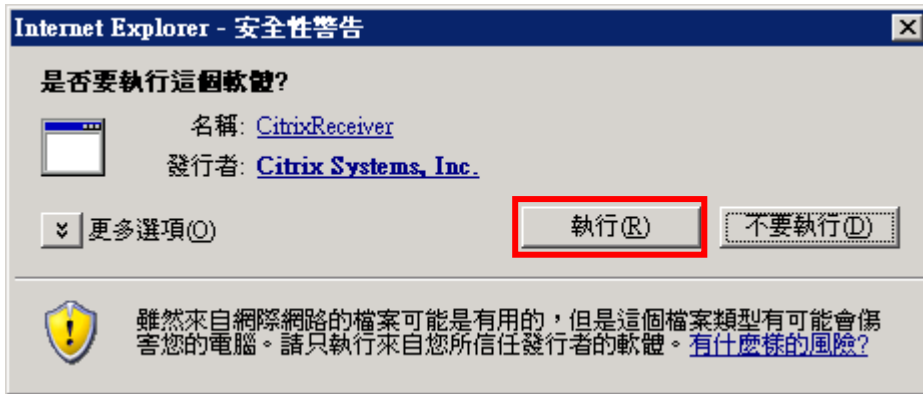 Internet Explorer - 安全性警告
是否要執行這個軟體?
名稱: CitrixReceiver
發行者: Citrix Systems, Inc.
更多選項(O)
執行(R)
不要執行(D)
雖然來自網際網路的檔案可能是有用的，但是這個檔案類型有可能會傷
害您的電腦。請只執行來自您所信任發行者的軟體。有什麼樣的風險?